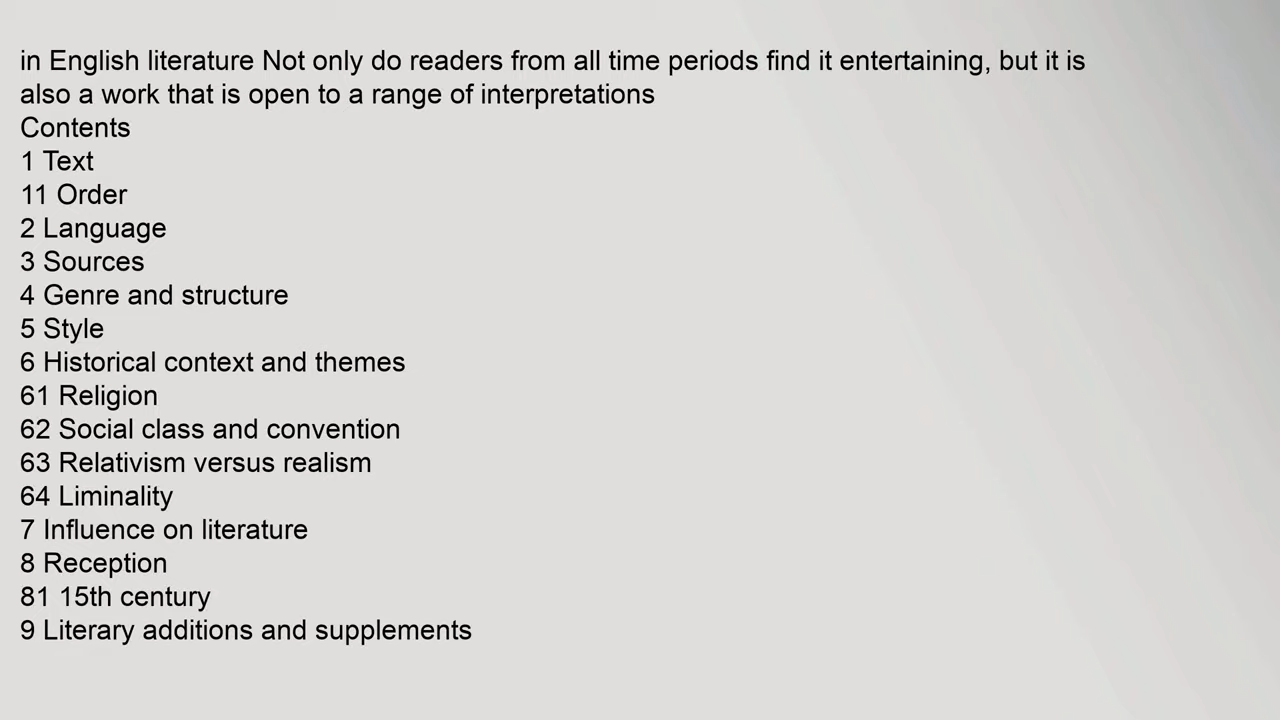 in English literature Not only do readers from all time periods find it entertaining, but it is
also a work that is open to a range of interpretations
Contents
1 Text
11 Order
2 Language
3 Sources
4 Genre and structure
5 Style
6 Historical context and themes
61 Religion
62 Social class and convention
63 Relativism versus realism
64 Liminality
7 Influence on literature
8 Reception
81 15th century
9 Literary additions and supplements